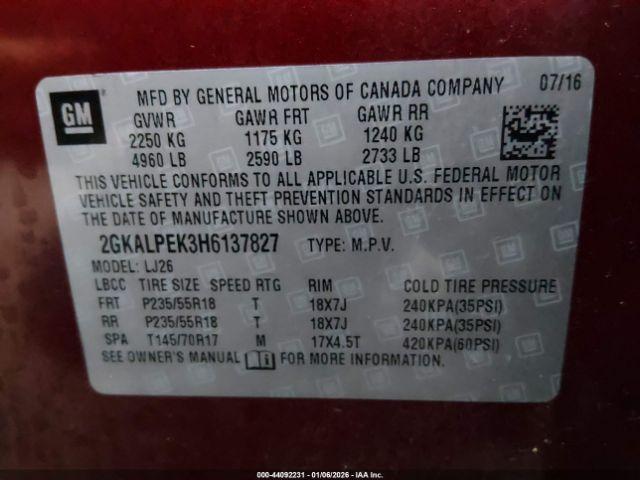 GM
MFD BY GENERAL MOTORS OF CANADA COMPANY 07/16
GVWR GAWR FRT GAWR RR
2250 KG 1175 KG 1240 KG
4960 LB 2590 LB 2733 LB
THIS VEHICLE CONFORMS TO ALL APPLICABLE U.S. FEDERAL MOTOR
VEHICLE SAFETY AND THEFT PREVENTION STANDARDS IN EFFECT ON
THE DATE OF MANUFACTURE SHOWN ABOVE.
2GKALPEK3H6137827 TYPE: M.P.V.
MODEL: LJ26
LBCC TIRE SIZE SPEED RTG RIM COLD TIRE PRESSURE
FRT P235/55R18 T 18X7J 240KPA(35PSI)
RR P235/55R18 T 18X7J 240KPA(35PSI)
SPA T145/70R17 M 17X4.5T 420KPA(60PSI)
SEE OWNER'S MANUAL FOR MORE INFORMATION.
000-44092231 - 01/06/2026 - IAA Inc.